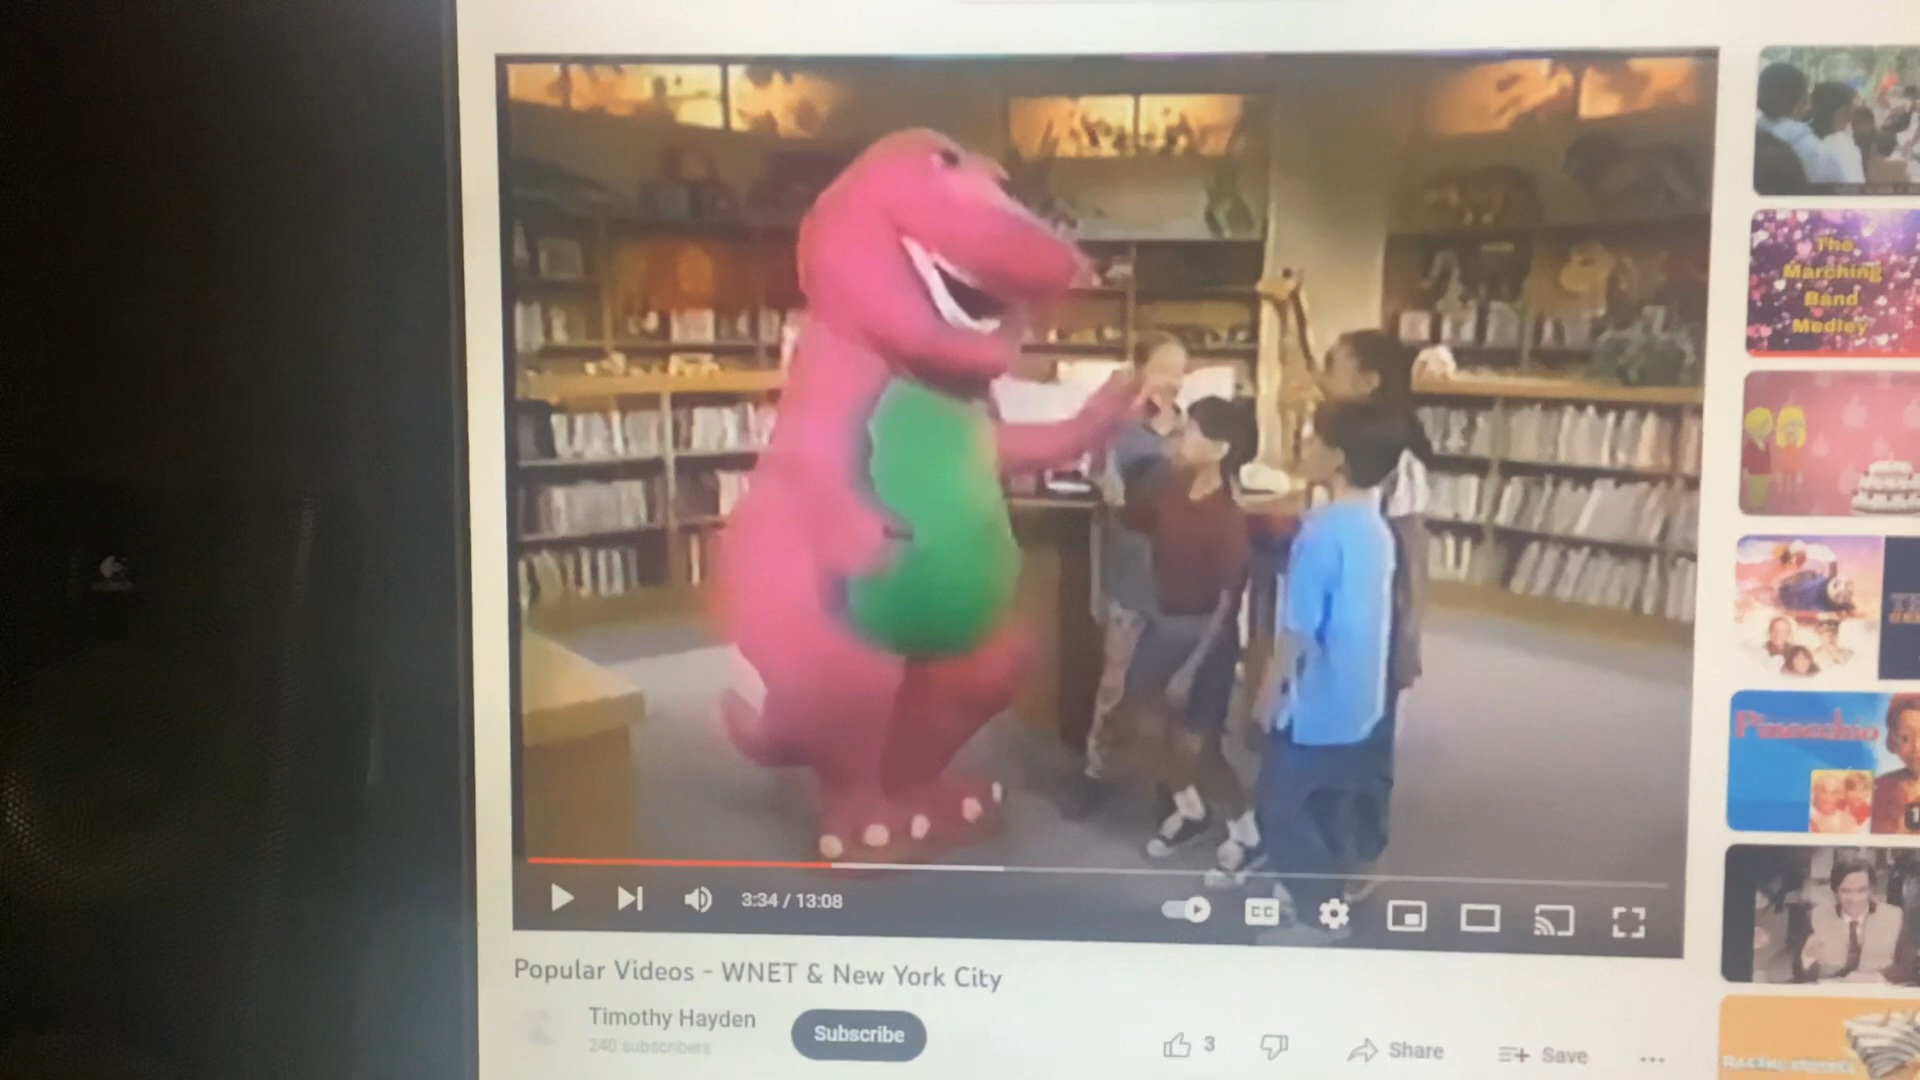 The
Marching
Band
Medley
Pinocchio
3:34 / 13:08
CC
Popular Videos - WNET & New York City
Timothy Hayden
240 subscribers
Subscribe
3
Share
Save